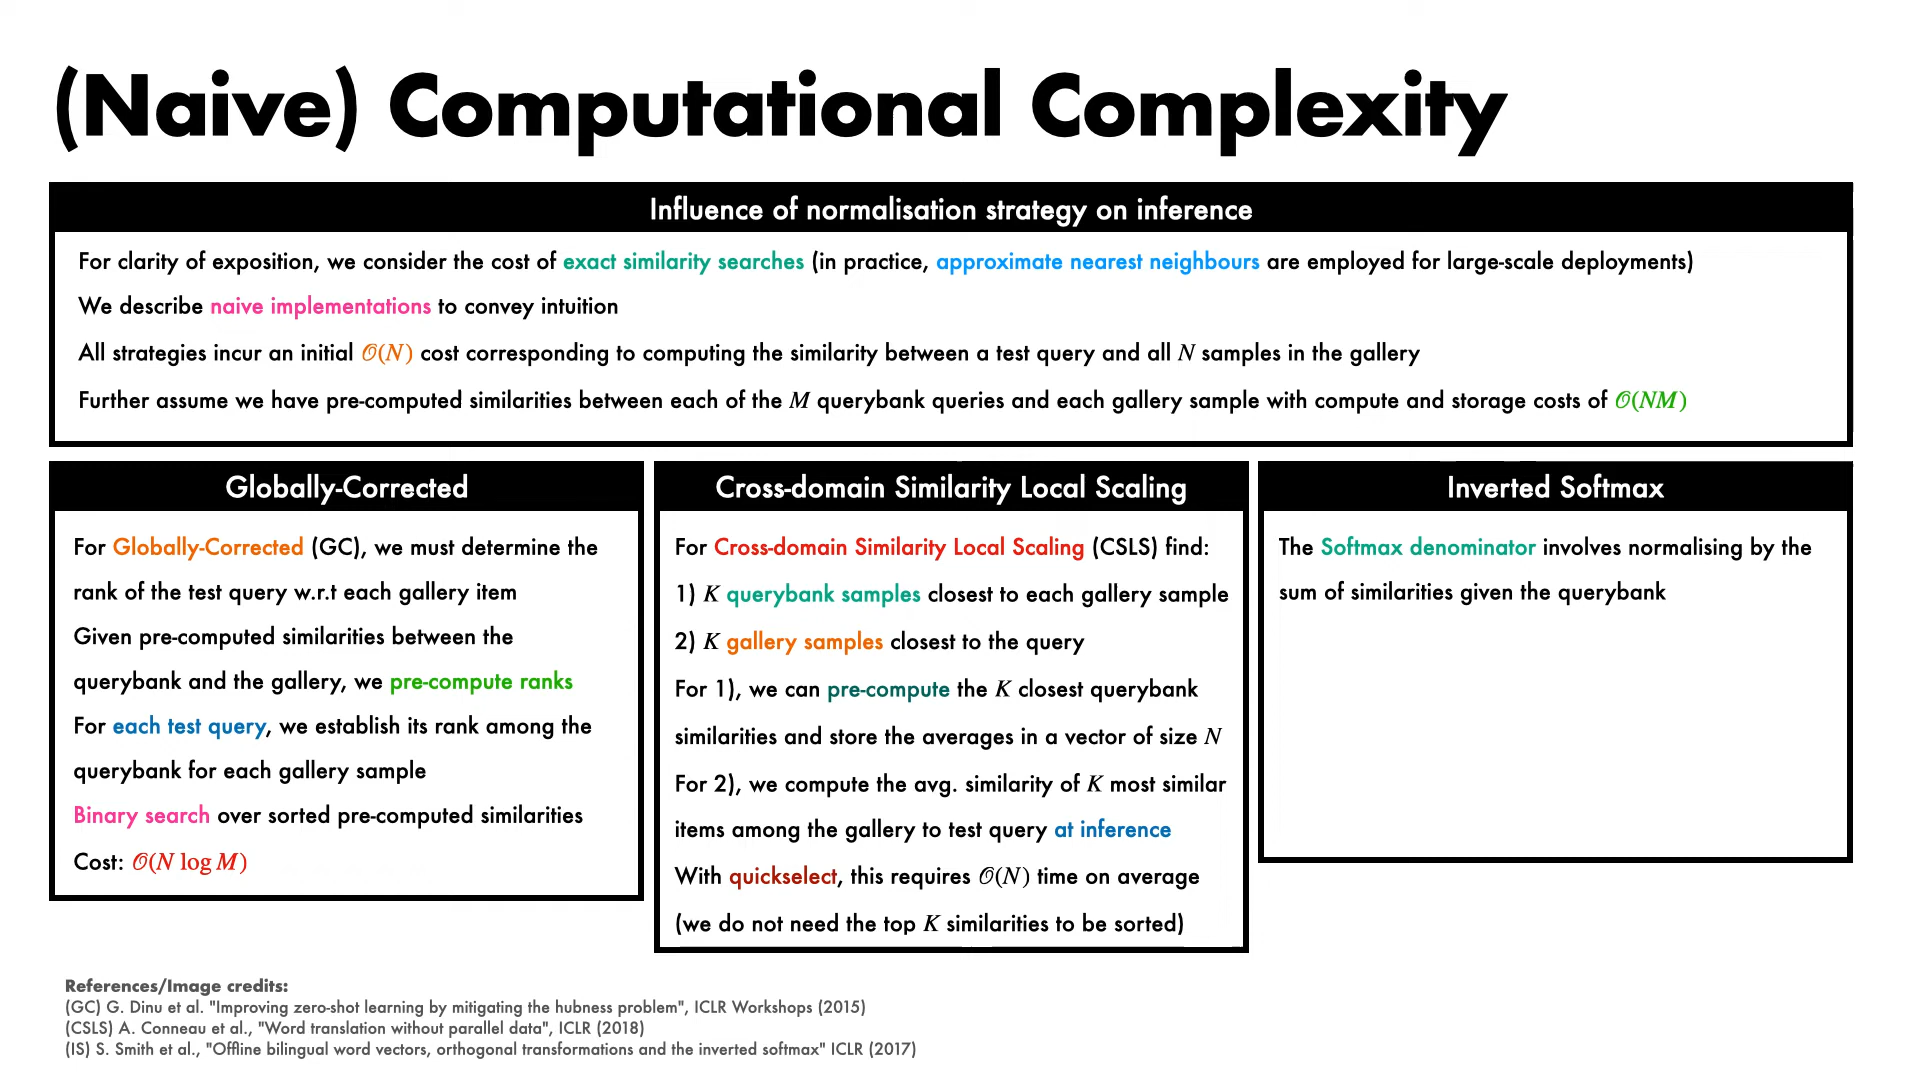 (Naive) Computational Complexity
Influence of normalisation strategy on inference
For clarity of exposition, we consider the cost of exact similarity searches (in practice, approximate nearest neighbours are employed for large-scale deployments)
We describe naive implementations to convey intuition
All strategies incur an initial 𝒪(N) cost corresponding to computing the similarity between a test query and all N samples in the gallery
Further assume we have pre-computed similarities between each of the M querybank queries and each gallery sample with compute and storage costs of 𝒪(NM)
Globally-Corrected
For Globally-Corrected (GC), we must determine the
rank of the test query w.r.t each gallery item
Given pre-computed similarities between the
querybank and the gallery, we pre-compute ranks
For each test query, we establish its rank among the
querybank for each gallery sample
Binary search over sorted pre-computed similarities
Cost: 𝒪(N log M)
Cross-domain Similarity Local Scaling
For Cross-domain Similarity Local Scaling (CSLS) find:
1) K querybank samples closest to each gallery sample
2) K gallery samples closest to the query
For 1), we can pre-compute the K closest querybank
similarities and store the averages in a vector of size N
For 2), we compute the avg. similarity of K most similar
items among the gallery to test query at inference
With quickselect, this requires 𝒪(N) time on average
(we do not need the top K similarities to be sorted)
Inverted Softmax
The Softmax denominator involves normalising by the
sum of similarities given the querybank
References/Image credits:
(GC) G. Dinu et al. "Improving zero-shot learning by mitigating the hubness problem", ICLR Workshops (2015)
(CSLS) A. Conneau et al., "Word translation without parallel data", ICLR (2018)
(IS) S. Smith et al., "Offline bilingual word vectors, orthogonal transformations and the inverted softmax" ICLR (2017)